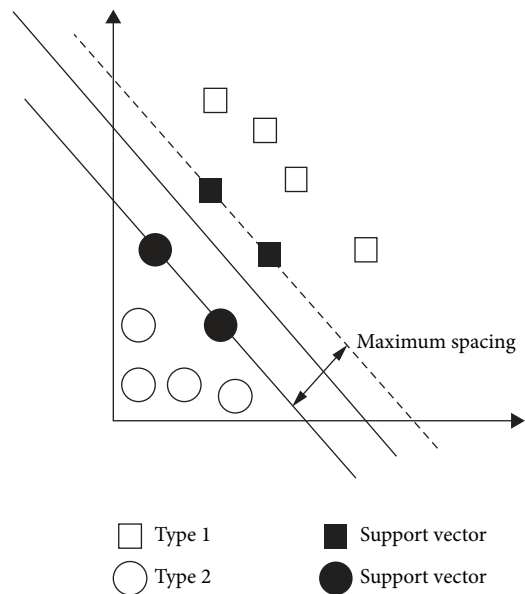 Maximum spacing
Type 1
Support vector
Type 2
Support vector